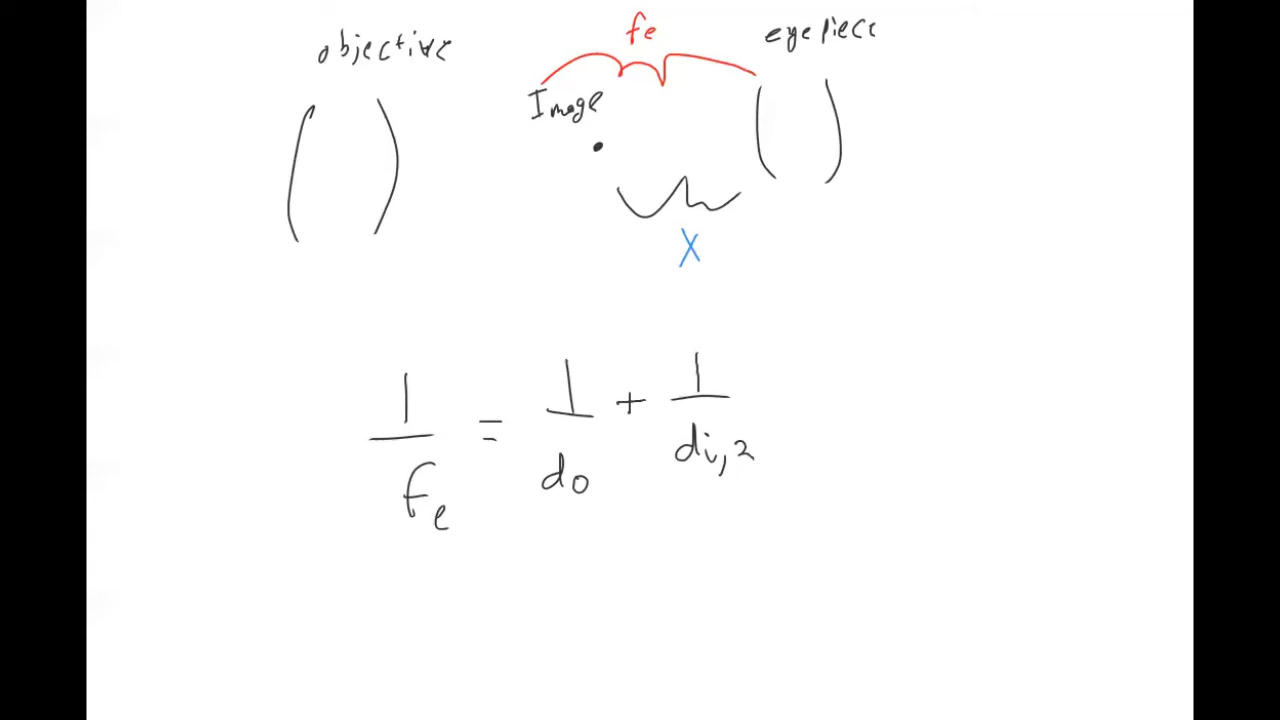 objective
fe
eyepiece
Image
X
1/fe = 1/do + 1/di,2